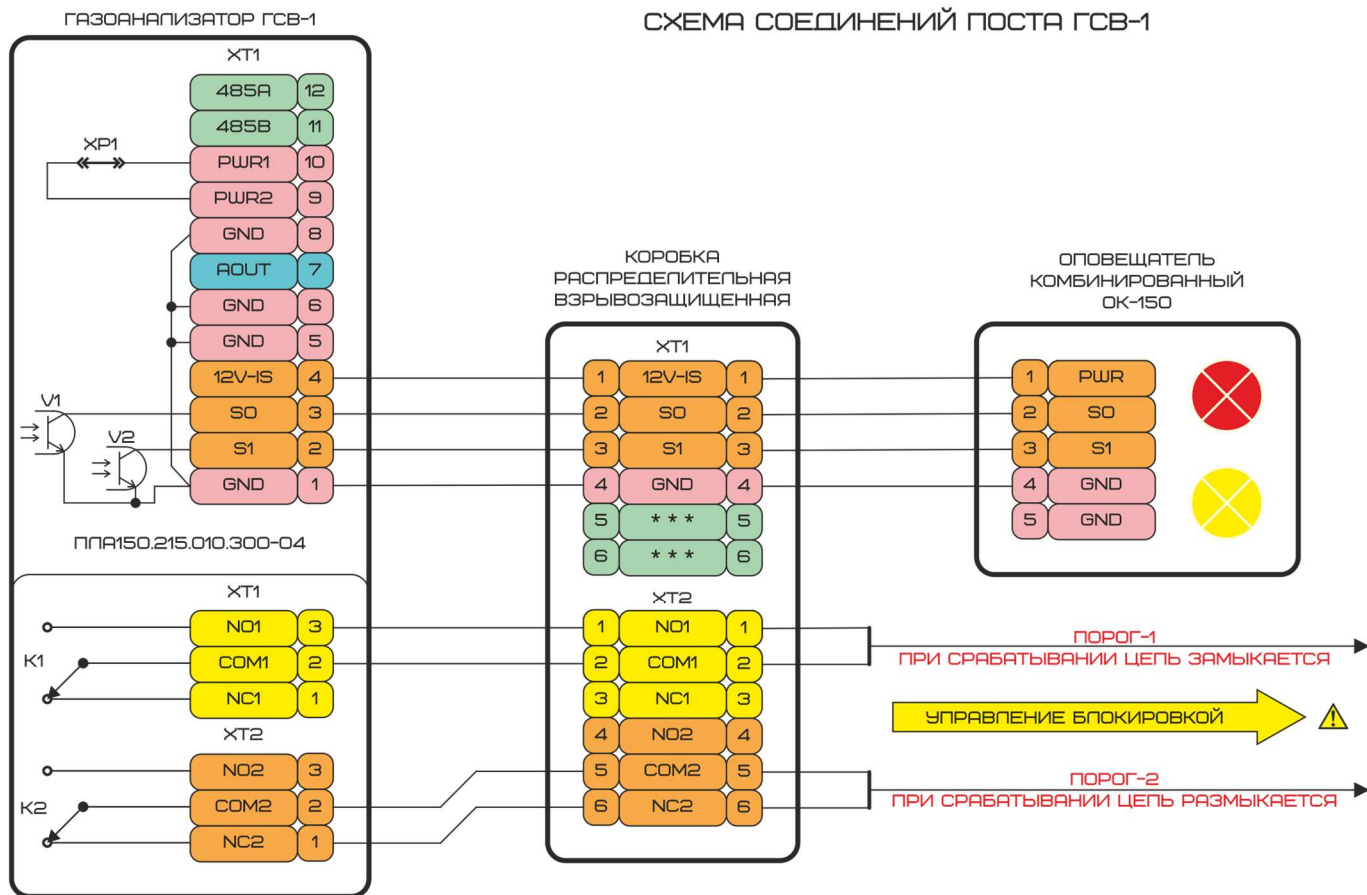 ГАЗОАНАЛИЗАТОР ГСВ-1
СХЕМА СОЕДИНЕНИЙ ПОСТА ГСВ-1
XT1
485A 12
485B 11
XP1
PWR1 10
PWR2 9
GND 8
AOUT 7
GND 6
GND 5
12V-IS 4
V1
S0 3
V2
S1 2
GND 1
ПЛА150.215.010.300-04
XT1
NO1 3
K1
COM1 2
NC1 1
XT2
NO2 3
K2
COM2 2
NC2 1
КОРОБКА
РАСПРЕДЕЛИТЕЛЬНАЯ
ВЗРЫВОЗАЩИЩЕННАЯ
XT1
1 12V-IS 1
2 S0 2
3 S1 3
4 GND 4
5 * * * 5
6 * * * 6
XT2
1 NO1 1
2 COM1 2
3 NC1 3
4 NO2 4
5 COM2 5
6 NC2 6
ОПОВЕЩАТЕЛЬ
КОМБИНИРОВАННЫЙ
ОК-150
1 PWR
2 S0
3 S1
4 GND
5 GND
ПОРОГ-1
ПРИ СРАБАТЫВАНИИ ЦЕПЬ ЗАМЫКАЕТСЯ
УПРАВЛЕНИЕ БЛОКИРОВКОЙ
ПОРОГ-2
ПРИ СРАБАТЫВАНИИ ЦЕПЬ РАЗМЫКАЕТСЯ